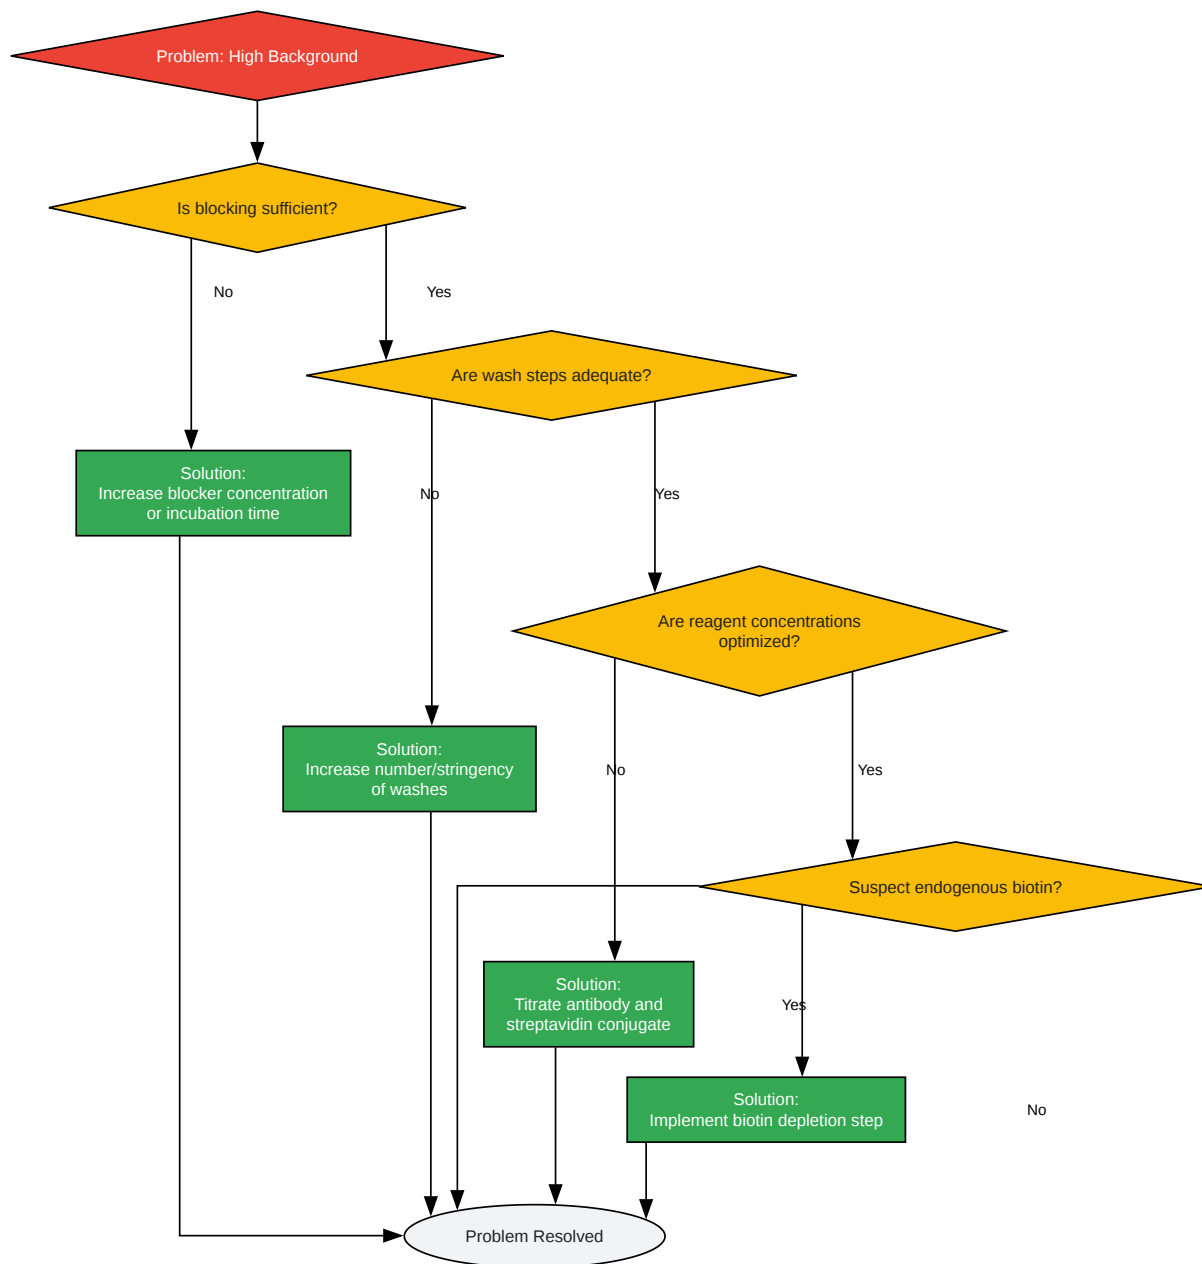 Problem: High Background
Is blocking sufficient?
No
Yes
Are wash steps adequate?
Solution:
Increase blocker concentration
or incubation time
No
Yes
Are reagent concentrations
optimized?
Solution:
Increase number/stringency
of washes
No
Yes
Suspect endogenous biotin?
Solution:
Titrate antibody and
streptavidin conjugate
Yes
Solution:
Implement biotin depletion step
No
Problem Resolved